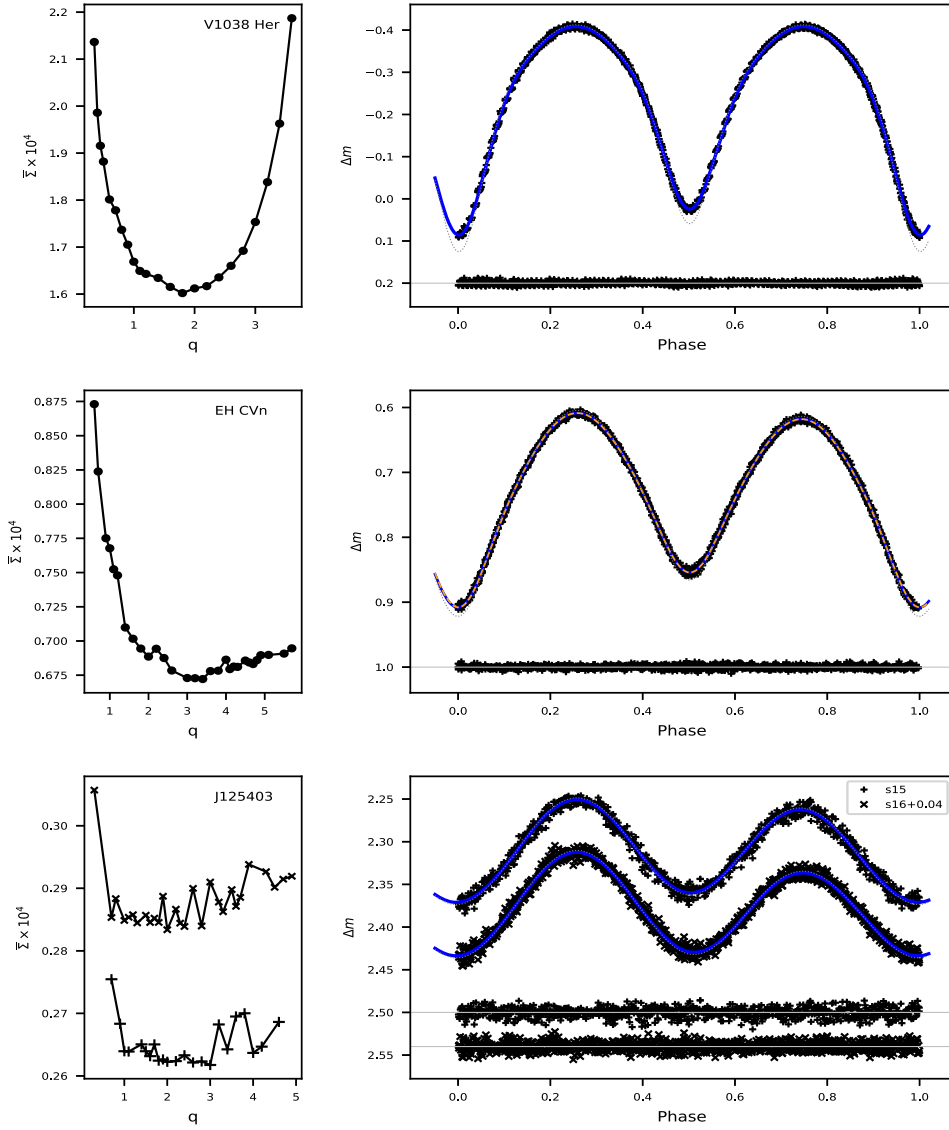 V1038 Her
2.2
2.1
2.0
1.9
1.8
1.7
1.6
Σ̅ × 10⁴
1 2 3
q
−0.4
−0.3
−0.2
−0.1
0.0
0.1
0.2
Δm
0.0 0.2 0.4 0.6 0.8 1.0
Phase
EH CVn
0.875
0.850
0.825
0.800
0.775
0.750
0.725
0.700
0.675
Σ̅ × 10⁴
1 2 3 4 5
q
0.6
0.7
0.8
0.9
1.0
Δm
0.0 0.2 0.4 0.6 0.8 1.0
Phase
J125403
0.30
0.29
0.28
0.27
0.26
Σ̅ × 10⁴
1 2 3 4 5
q
s15
s16+0.04
2.25
2.30
2.35
2.40
2.45
2.50
2.55
Δm
0.0 0.2 0.4 0.6 0.8 1.0
Phase